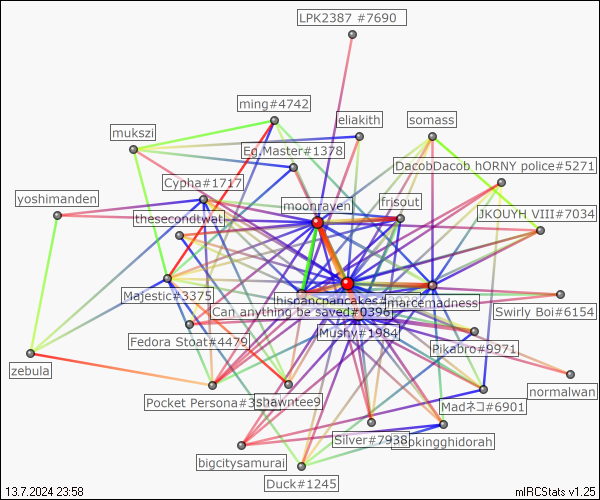 LPK2387 #7690
ming#4742
eliakith
somass
mukszi
Eg.Master#1378
DacobDacob hORNY police#5271
Cypha#1717
yoshimanden
moonraven
frisout
JKOUYH VIII#7034
thesecondtwat
Majestic#3375
hispancpancakes#
marcemadness
Can anything be saved#0396
Swirly Boi#6154
Mushy#1984
Fedora Stoat#4479
Pikabro#9971
zebula
normalwan
Pocket Persona#3
shawntee9
Madネコ#6901
Silver#7938
okingghidorah
bigcitysamurai
Duck#1245
13.7.2024 23:58
mIRCStats v1.25